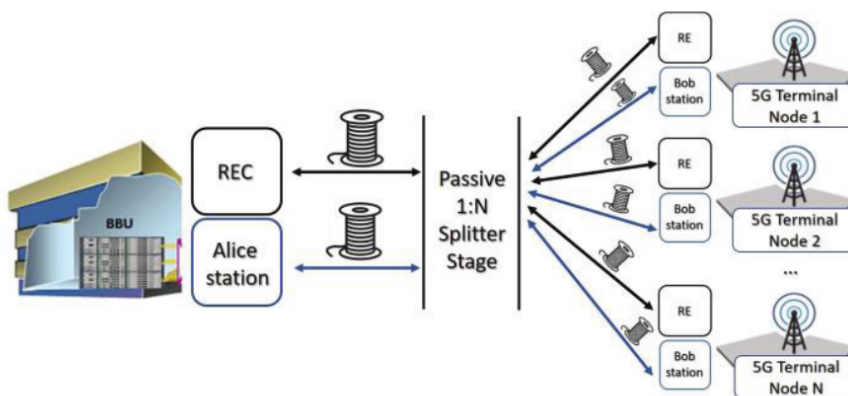 BBU
REC
Alice
station
Passive
1:N
Splitter
Stage
RE
Bob
station
5G Terminal
Node 1
RE
Bob
station
5G Terminal
Node 2
...
RE
Bob
station
5G Terminal
Node N